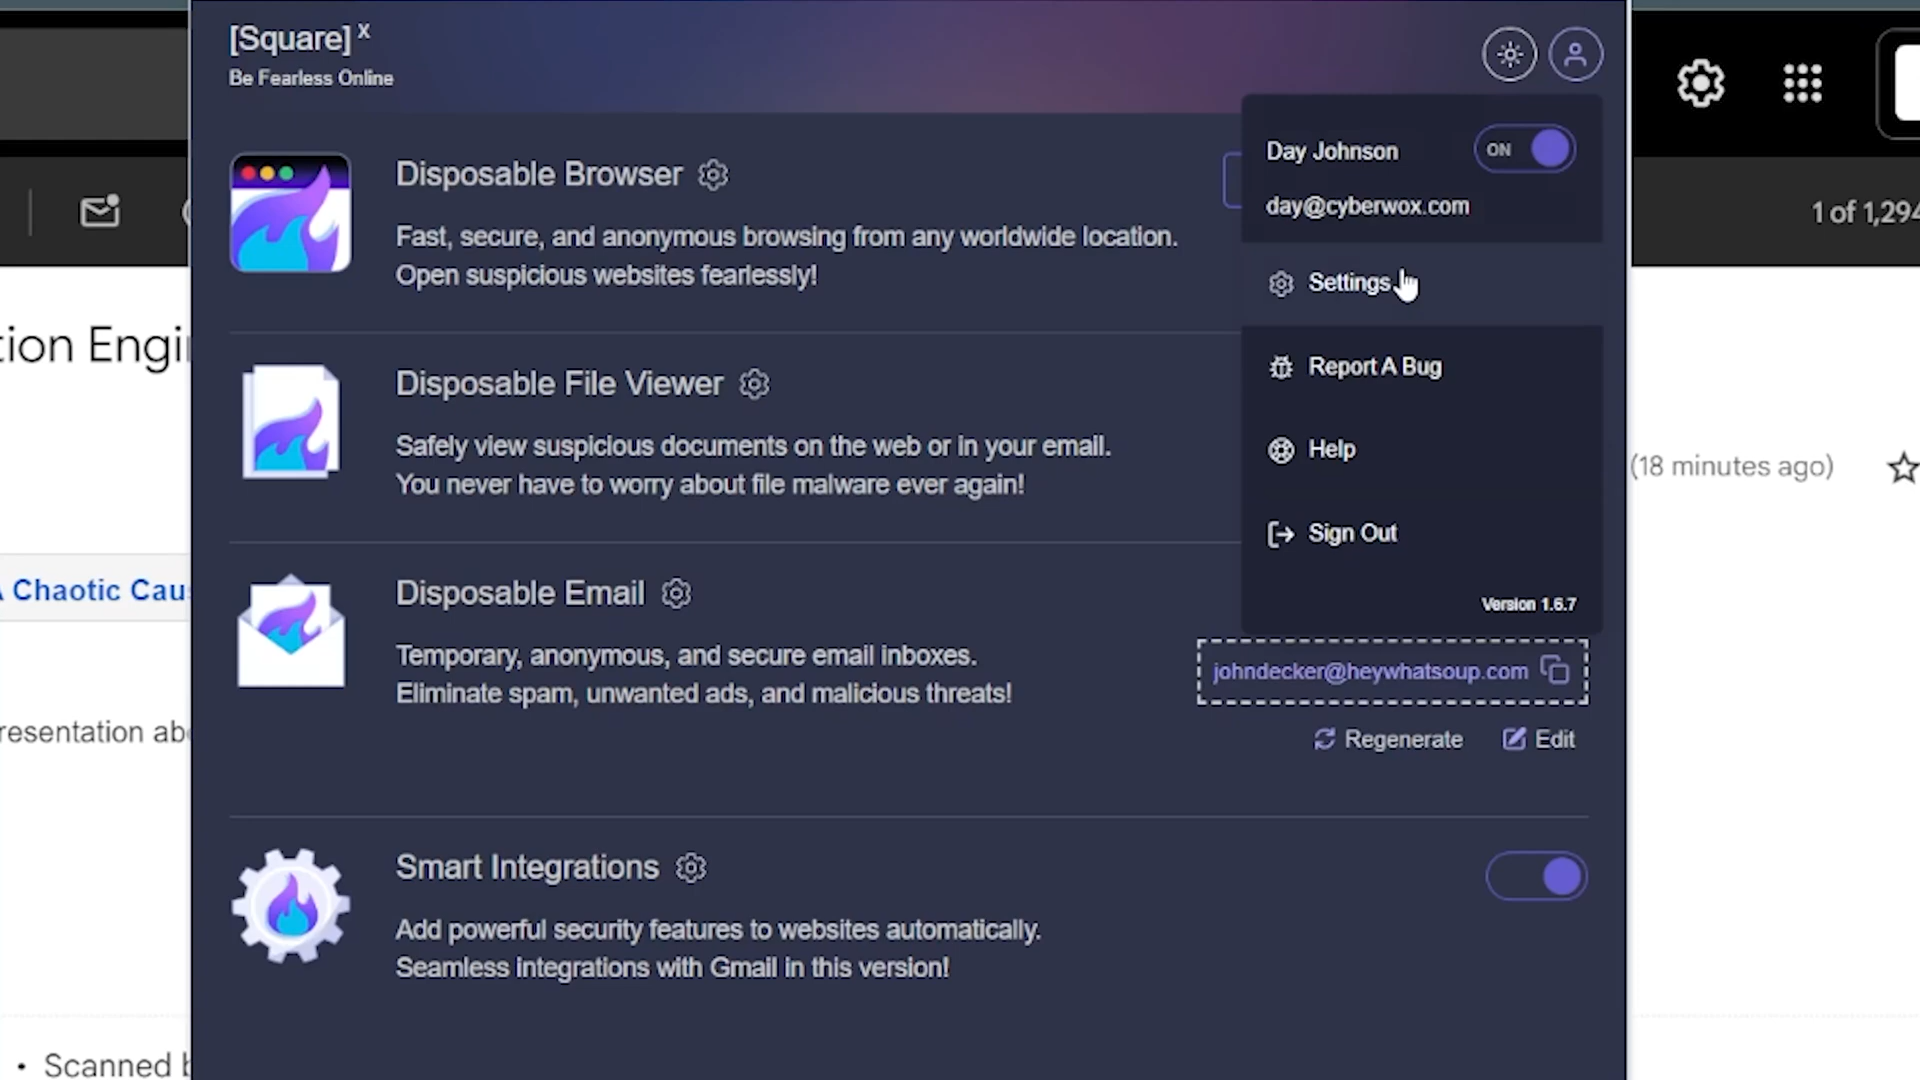 [Square] x
Be Fearless Online
Day Johnson
ON
day@cyberwox.com
Settings
Report A Bug
Help
Sign Out
Version 1.6.7
Disposable Browser
Fast, secure, and anonymous browsing from any worldwide location.
Open suspicious websites fearlessly!
Disposable File Viewer
Safely view suspicious documents on the web or in your email.
You never have to worry about file malware ever again!
Disposable Email
Temporary, anonymous, and secure email inboxes.
Eliminate spam, unwanted ads, and malicious threats!
johndecker@heywhatsoup.com
Regenerate
Edit
Smart Integrations
Add powerful security features to websites automatically.
Seamless integrations with Gmail in this version!
1 of 1,294
(18 minutes ago)
tion Engi
A Chaotic Cau
resentation ab
• Scanned b